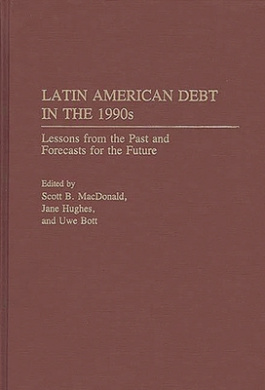 LATIN AMERICAN DEBT
IN THE 1990s
Lessons from the Past and
Forecasts for the Future
Edited by
Scott B. MacDonald,
Jane Hughes,
and Uwe Bott